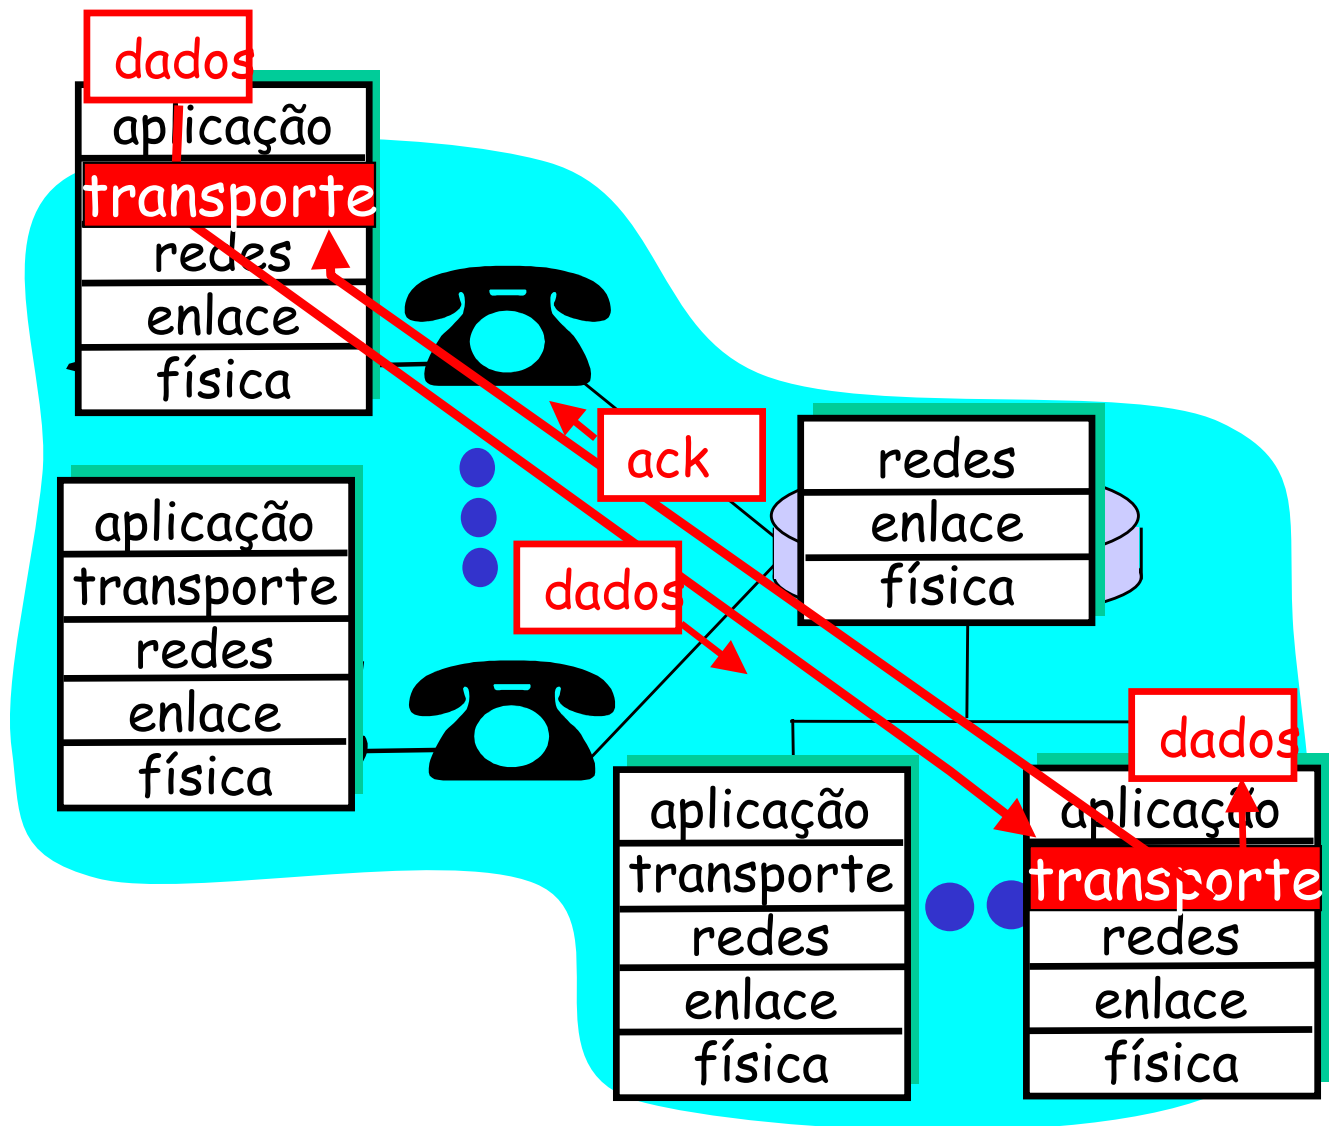 dados
aplicação
transporte
redes
enlace
física
ack
redes
enlace
física
aplicação
transporte
redes
enlace
física
dados
dados
aplicação
transporte
redes
enlace
física
aplicação
transporte
redes
enlace
física